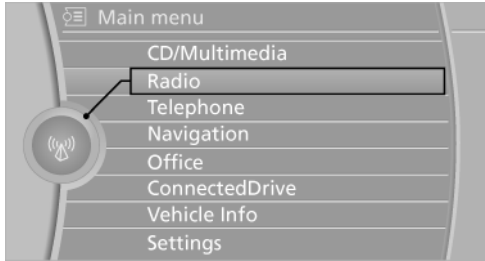 Main menu
CD/Multimedia
Radio
Telephone
Navigation
Office
ConnectedDrive
Vehicle Info
Settings